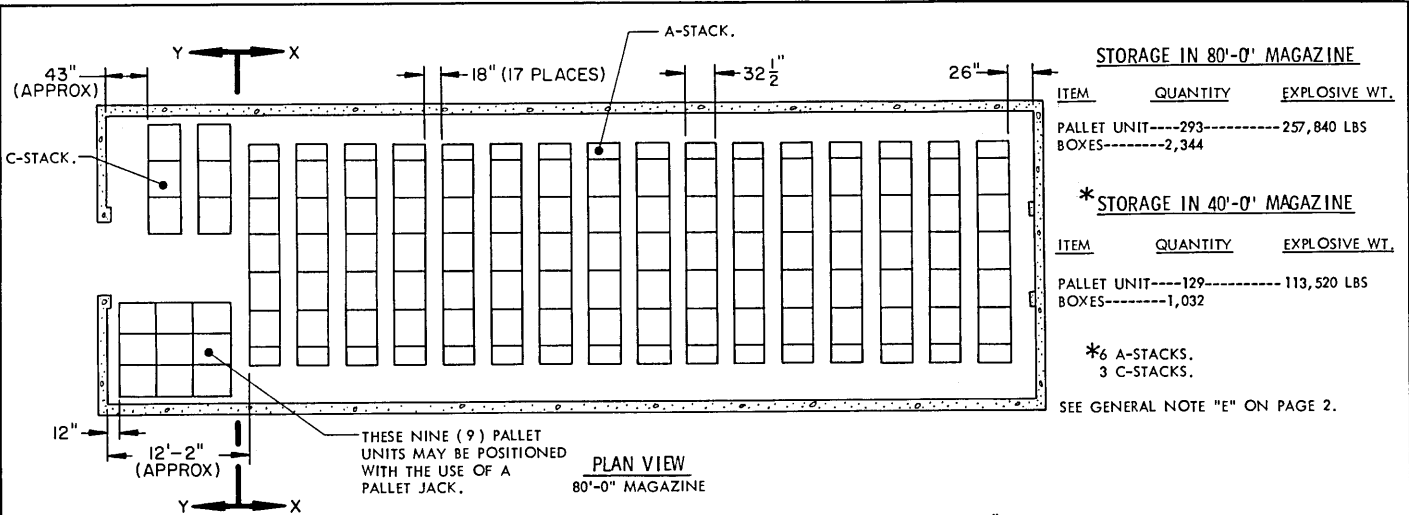 Y X
43"
(APPROX)
18" (17 PLACES)
A-STACK.
32 1/2"
26"
C-STACK.
12"
12'-2"
(APPROX)
Y X
THESE NINE (9) PALLET
UNITS MAY BE POSITIONED
WITH THE USE OF A
PALLET JACK.
PLAN VIEW
80'-0" MAGAZINE
STORAGE IN 80'-0" MAGAZINE
ITEM QUANTITY EXPLOSIVE WT.
PALLET UNIT----293-----------257,840 LBS
BOXES--------2,344
*STORAGE IN 40'-0" MAGAZINE
ITEM QUANTITY EXPLOSIVE WT.
PALLET UNIT----129-----------113,520 LBS
BOXES--------1,032
*6 A-STACKS.
3 C-STACKS.
SEE GENERAL NOTE "E" ON PAGE 2.